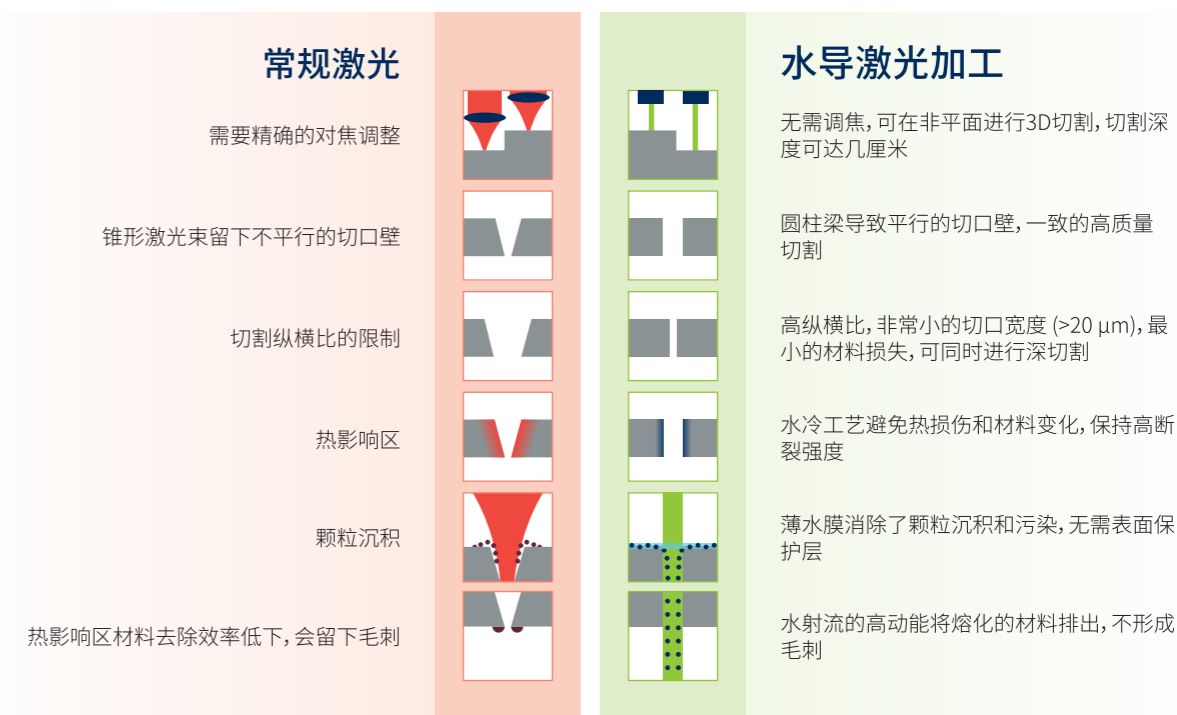 常规激光
水导激光加工
需要精确的对焦调整
无需调焦，可在非平面进行3D切割，切割深
度可达几厘米
锥形激光束留下不平行的切口壁
圆柱梁导致平行的切口壁，一致的高质量
切割
切割纵横比的限制
高纵横比，非常小的切口宽度 (>20 µm)，最
小的材料损失，可同时进行深切割
热影响区
水冷工艺避免热损伤和材料变化，保持高断
裂强度
颗粒沉积
薄水膜消除了颗粒沉积和污染，无需表面保
护层
热影响区材料去除效率低下，会留下毛刺
水射流的高动能将熔化的材料排出，不形成
毛刺